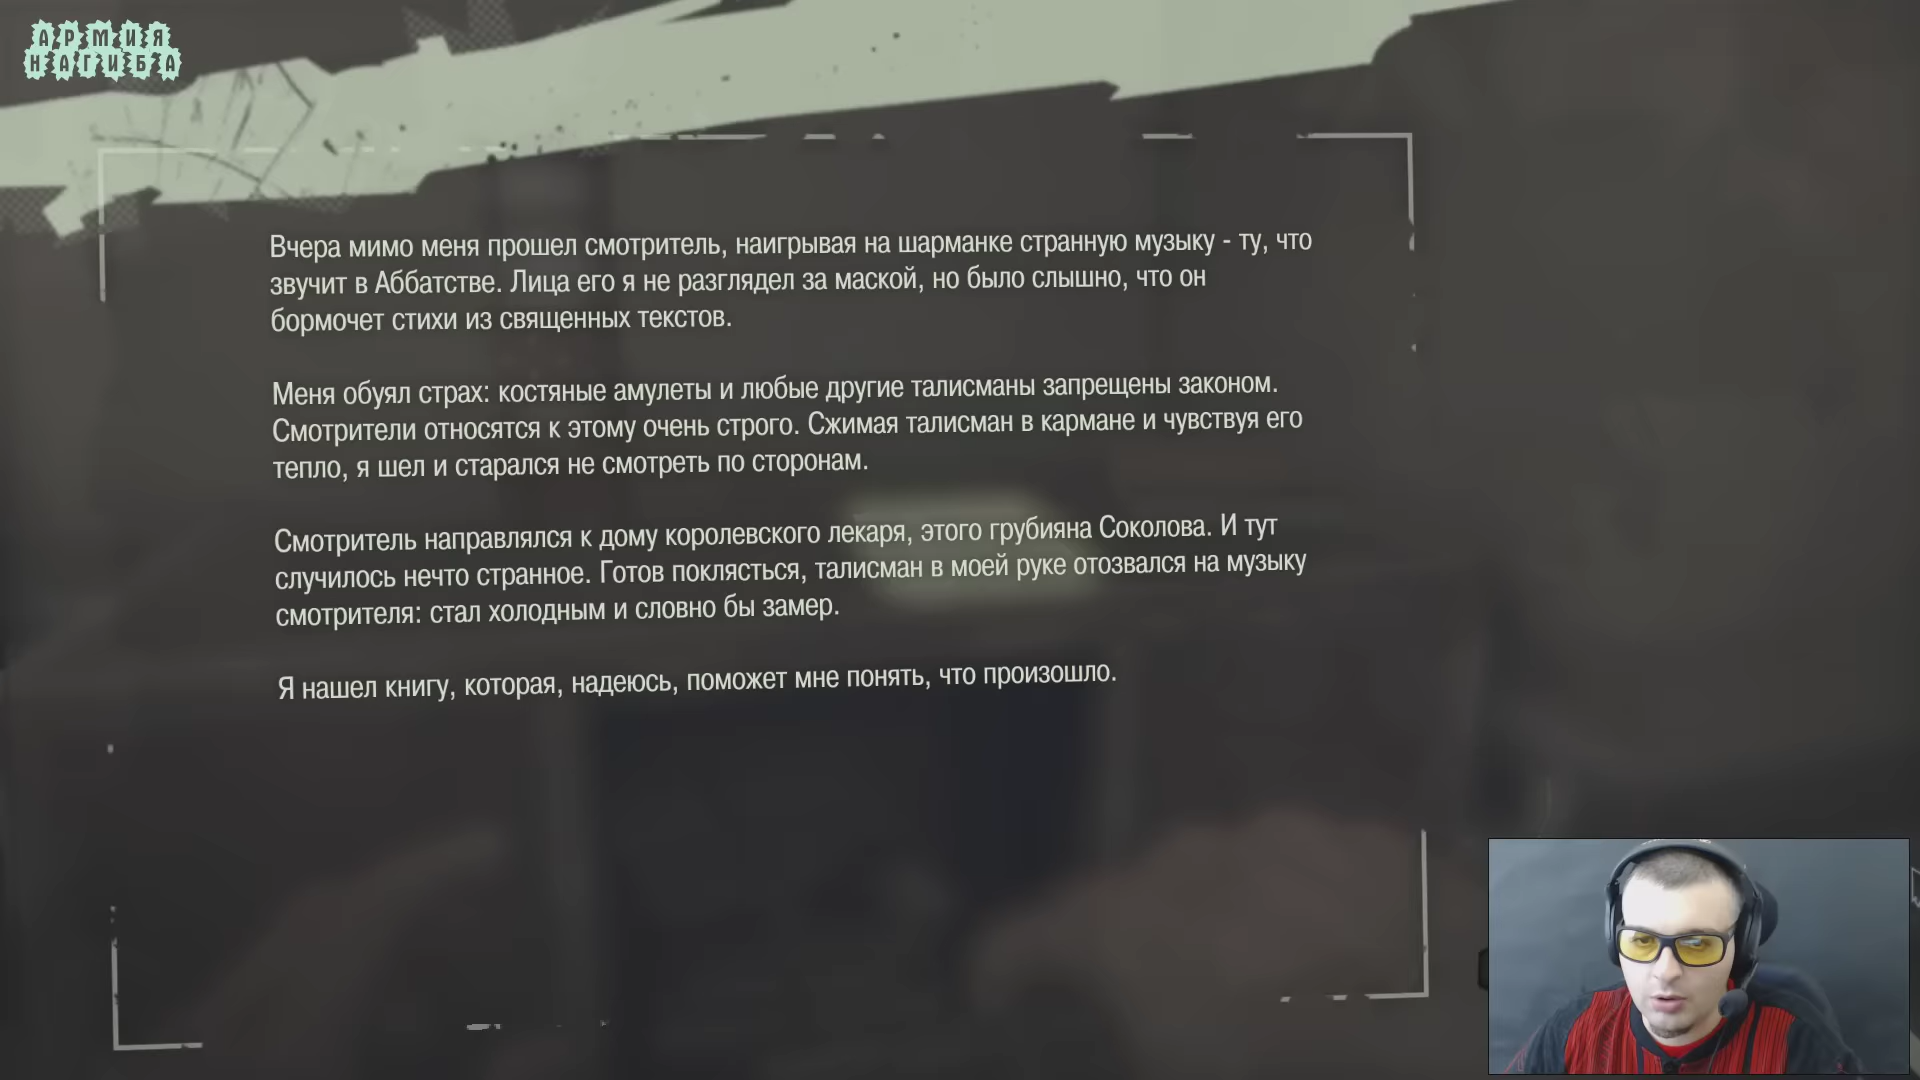 АРМИЯ
НАГИБА
Вчера мимо меня прошел смотритель, наигрывая на шарманке странную музыку - ту, что
звучит в Аббатстве. Лица его я не разглядел за маской, но было слышно, что он
бормочет стихи из священных текстов.
Меня обуял страх: костяные амулеты и любые другие талисманы запрещены законом.
Смотрители относятся к этому очень строго. Сжимая талисман в кармане и чувствуя его
тепло, я шел и старался не смотреть по сторонам.
Смотритель направлялся к дому королевского лекаря, этого грубияна Соколова. И тут
случилось нечто странное. Готов поклясться, талисман в моей руке отозвался на музыку
смотрителя: стал холодным и словно бы замер.
Я нашел книгу, которая, надеюсь, поможет мне понять, что произошло.